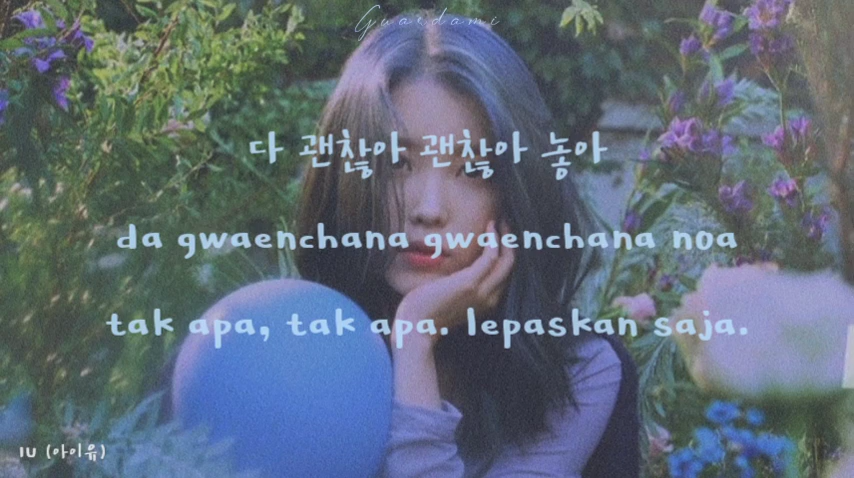 Guardami
다 괜찮아 괜찮아 놓아
da gwaenchana gwaenchana noa
tak apa, tak apa. lepaskan saja.
IU (아이유)